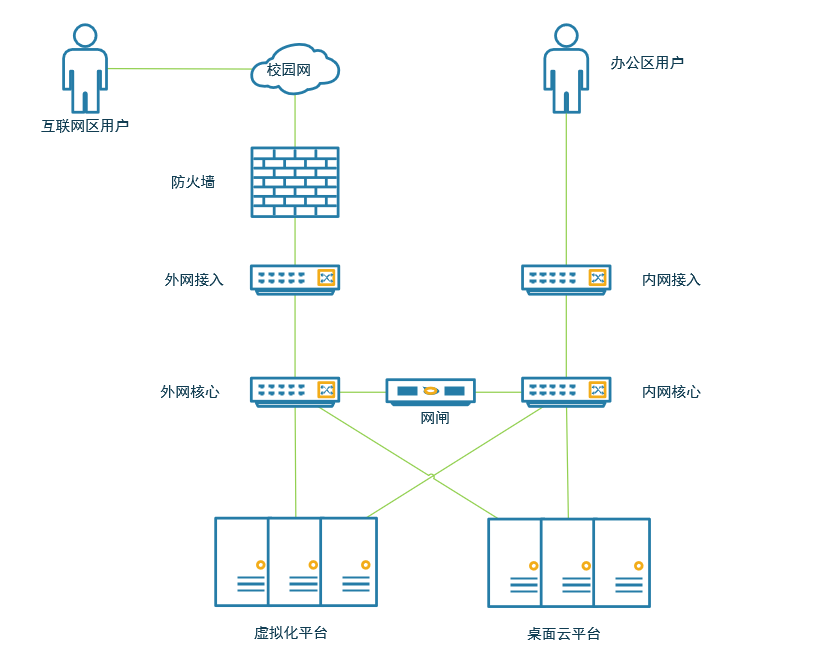 校园网
办公区用户
互联网区用户
防火墙
外网接入
内网接入
外网核心
内网核心
网闸
虚拟化平台
桌面云平台